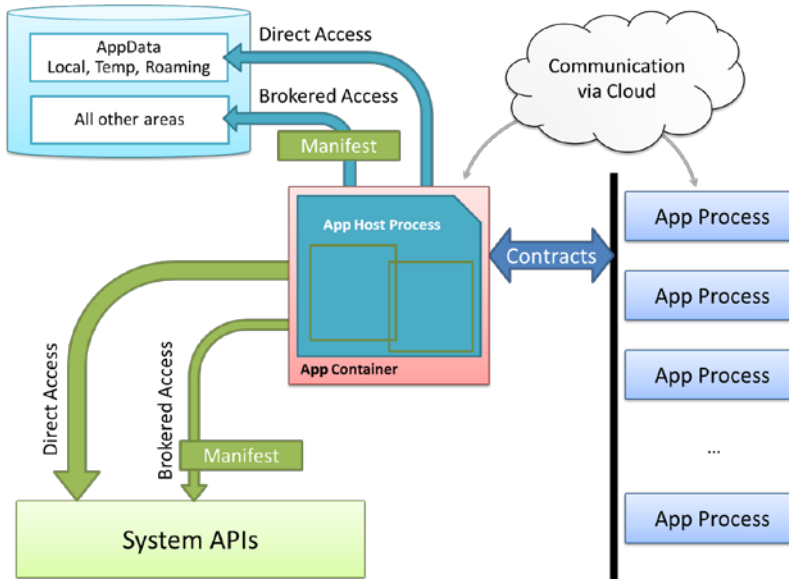 AppData
Local, Temp, Roaming
All other areas
Direct Access
Brokered Access
Manifest
Communication
via Cloud
App Host Process
App Container
Contracts
App Process
App Process
App Process
...
App Process
Direct Access
Brokered Access
Manifest
System APIs